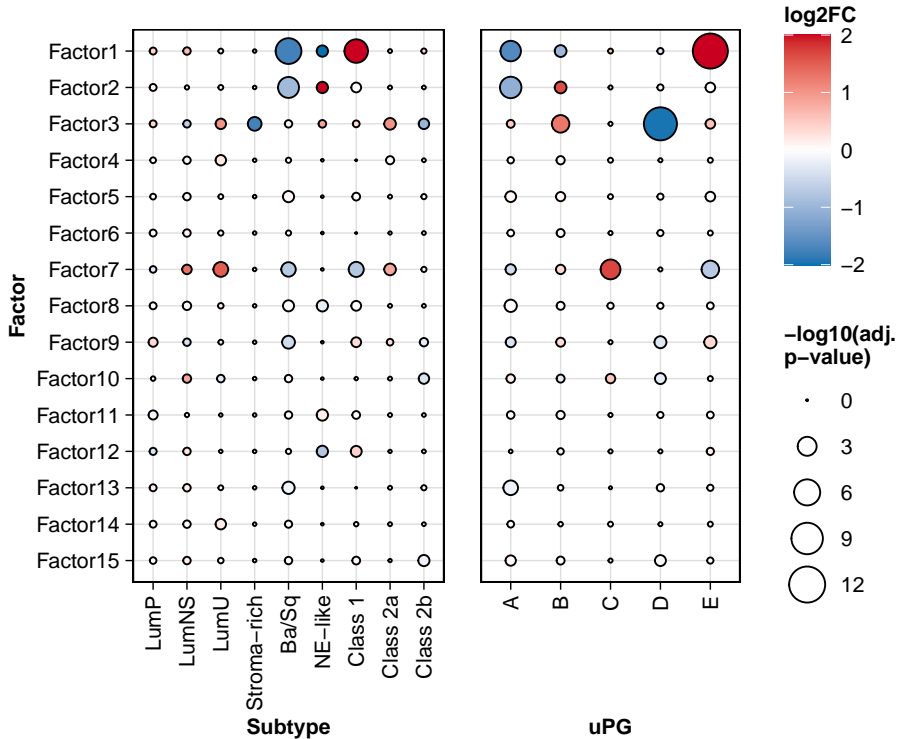 log2FC
2
1
0
−1
−2
Factor
Factor1
Factor2
Factor3
Factor4
Factor5
Factor6
Factor7
Factor8
Factor9
Factor10
Factor11
Factor12
Factor13
Factor14
Factor15
LumP
LumNS
LumU
Stroma−rich
Ba/Sq
NE−like
Class 1
Class 2a
Class 2b
Subtype
A
B
C
D
E
uPG
−log10(adj.
p−value)
0
3
6
9
12